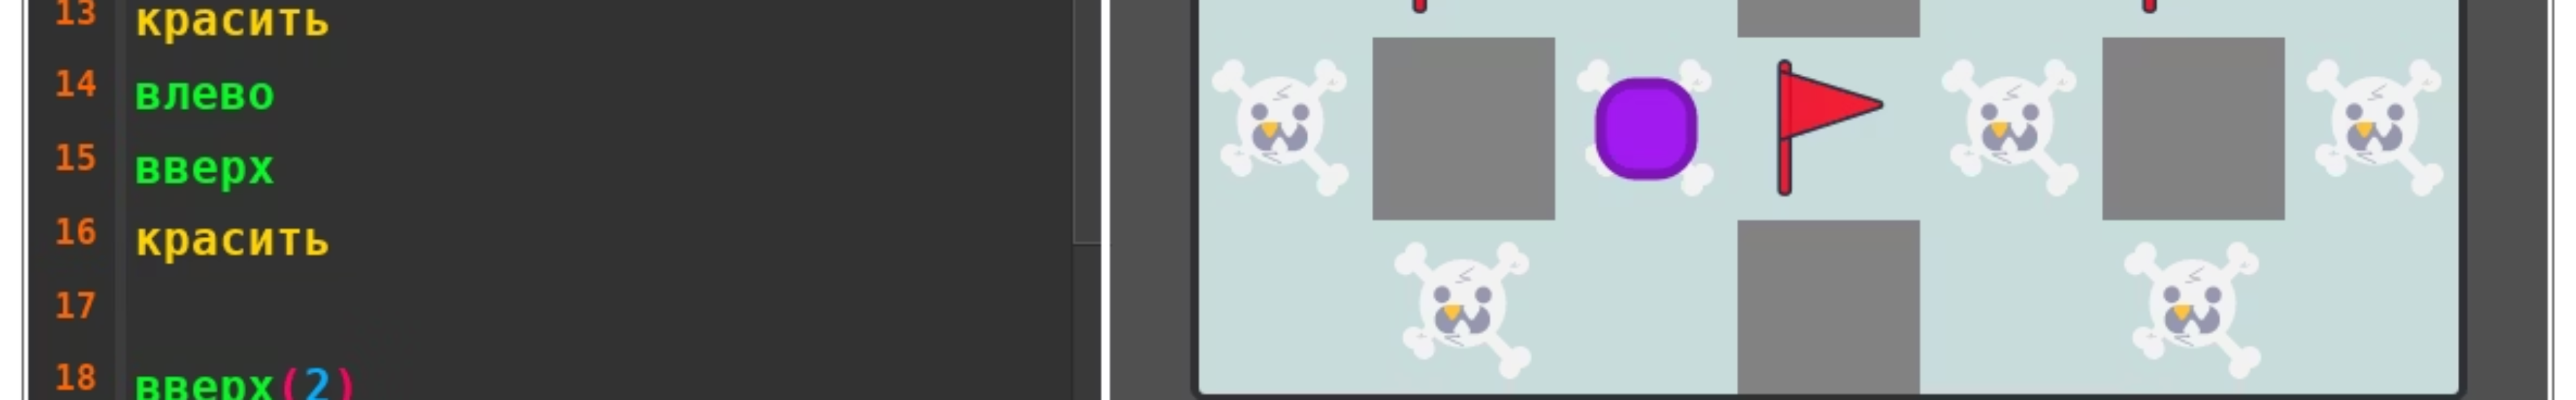 13 красить
14 влево
15 вверх
16 красить
17
18 вверх(2)